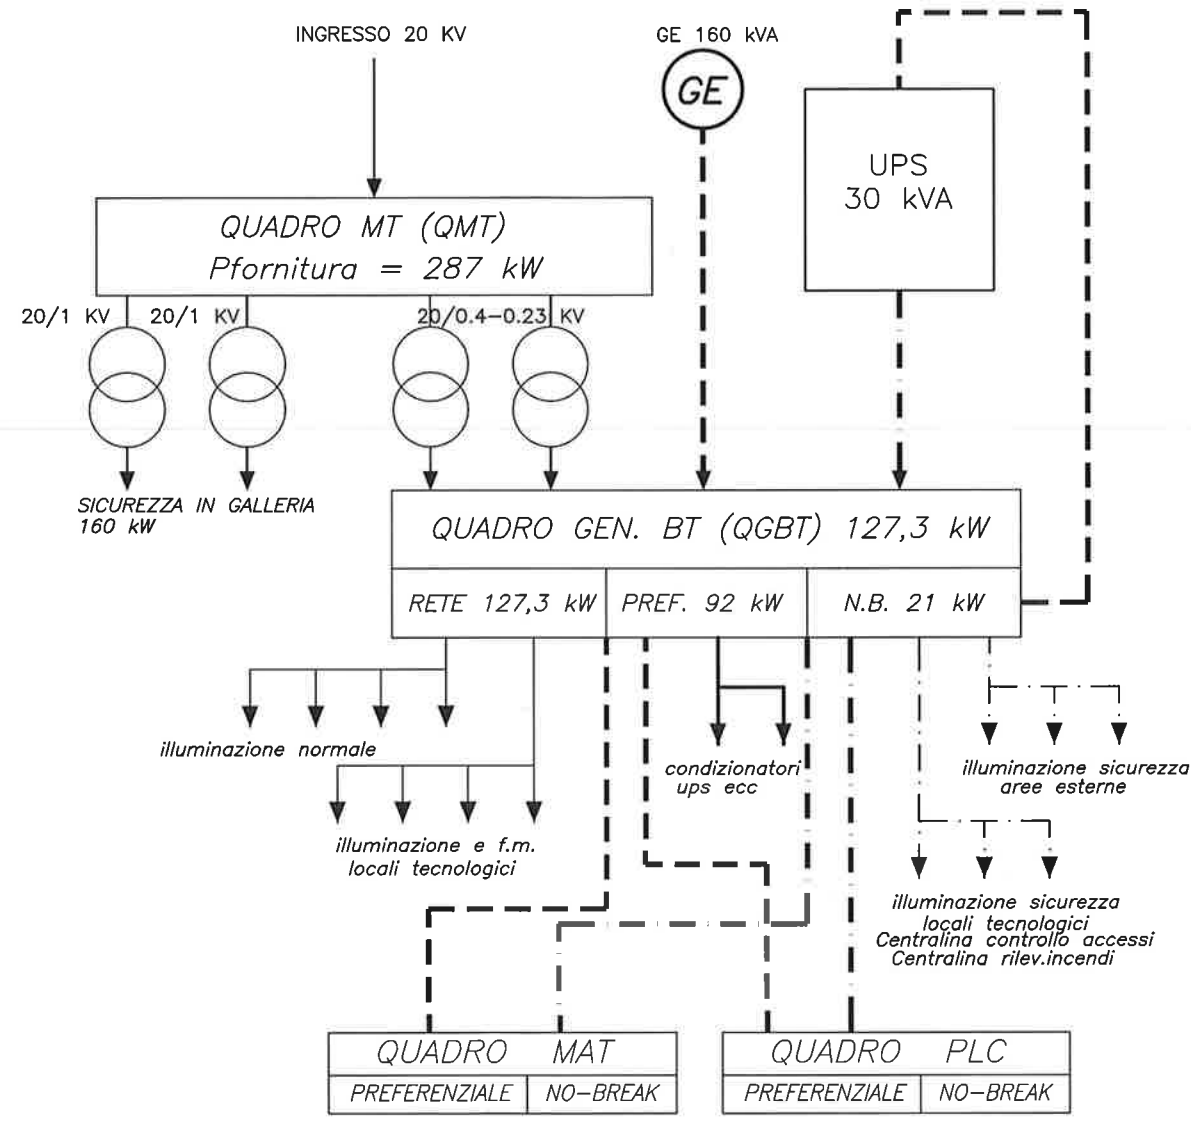 INGRESSO 20 KV
GE 160 kVA
GE
UPS
30 kVA
QUADRO MT (QMT)
Pfornitura = 287 kW
20/1 KV
20/1 KV
20/0.4-0.23 KV
SICUREZZA IN GALLERIA
160 kW
QUADRO GEN. BT (QGBT) 127,3 kW
RETE 127,3 kW
PREF. 92 kW
N.B. 21 kW
illuminazione normale
illuminazione e f.m.
locali tecnologici
condizionatori
ups ecc
illuminazione sicurezza
aree esterne
illuminazione sicurezza
locali tecnologici
Centralina controllo accessi
Centralina rilev.incendi
QUADRO MAT
PREFERENZIALE
NO-BREAK
QUADRO PLC
PREFERENZIALE
NO-BREAK